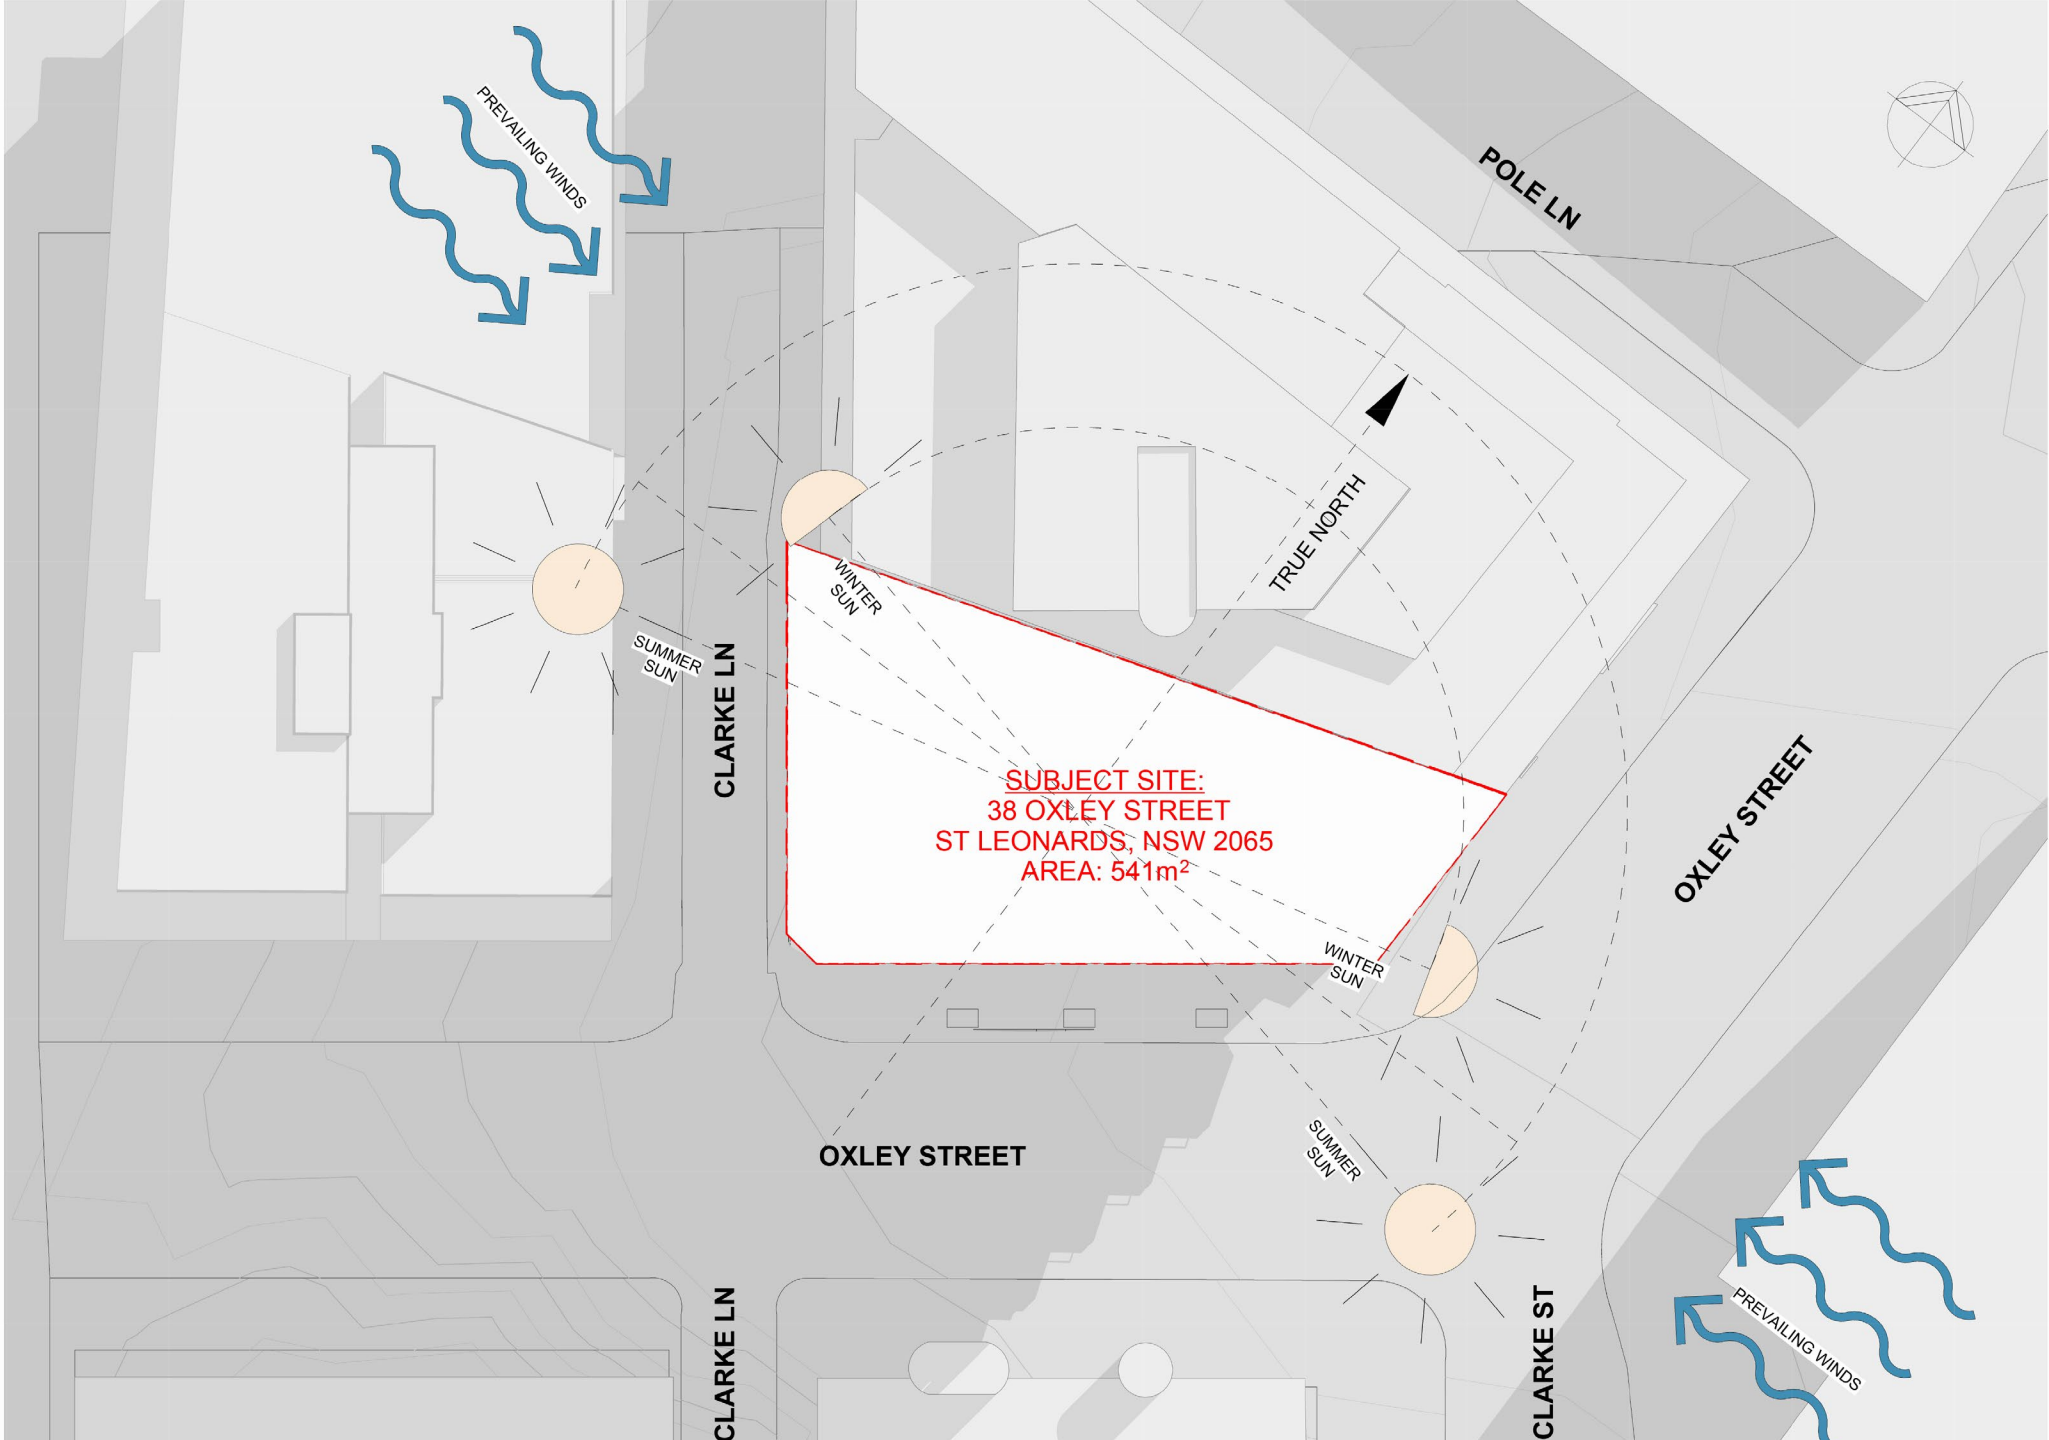 PREVAILING WINDS
POLE LN
TRUE NORTH
WINTER
SUN
SUMMER
SUN
CLARKE LN
SUBJECT SITE:
38 OXLEY STREET
ST LEONARDS, NSW 2065
AREA: 541m²
OXLEY STREET
WINTER
SUN
SUMMER
SUN
OXLEY STREET
CLARKE LN
CLARKE ST
PREVAILING WINDS